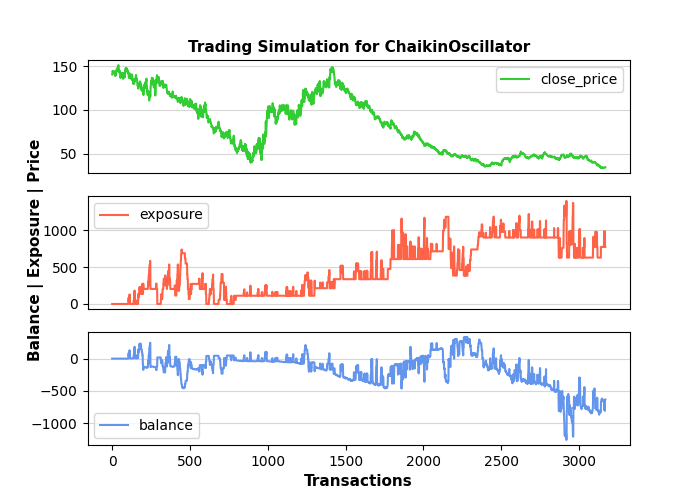 Trading Simulation for ChaikinOscillator
150
100
50
close_price
1000
500
0
exposure
0
−500
−1000
balance
0 500 1000 1500 2000 2500 3000
Transactions
Balance | Exposure | Price